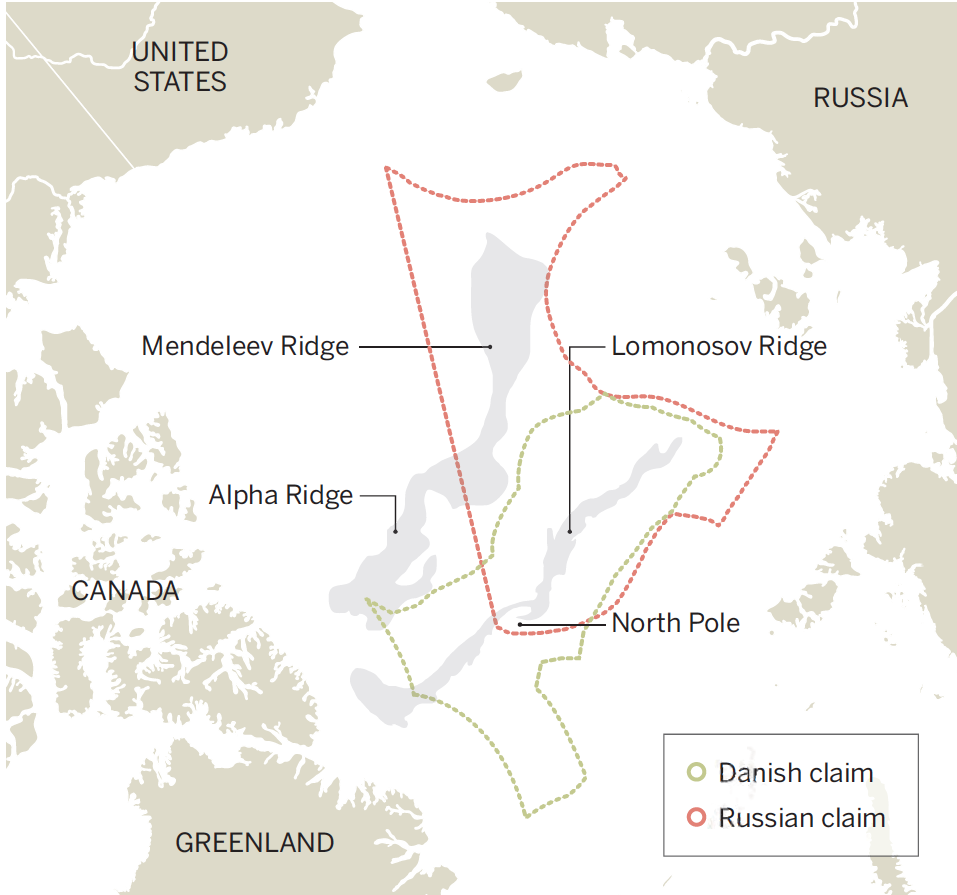 UNITED
STATES
RUSSIA
Mendeleev Ridge
Lomonosov Ridge
Alpha Ridge
CANADA
North Pole
Danish claim
Russian claim
GREENLAND